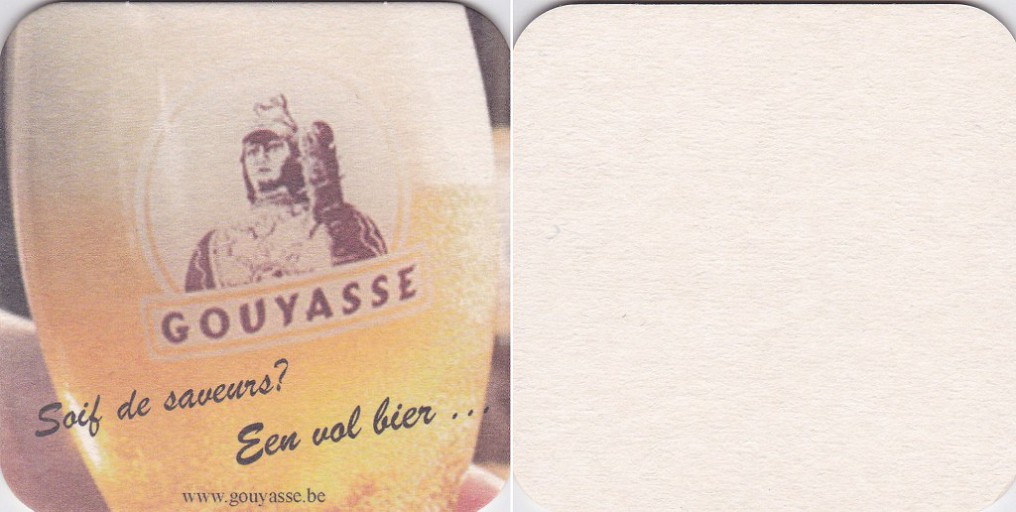 GOUYASSE
Soif de saveurs?
Een vol bier ...
www.gouyasse.be